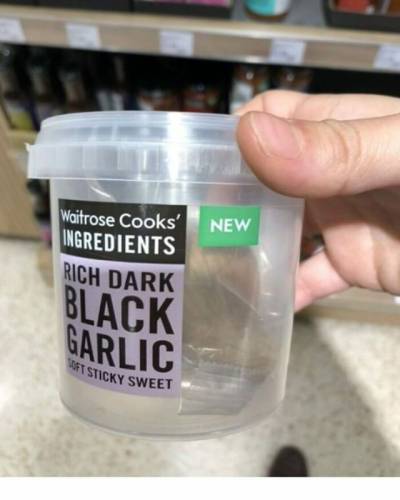 Waitrose Cooks'
INGREDIENTS
NEW
RICH DARK
BLACK
GARLIC
SOFT STICKY SWEET